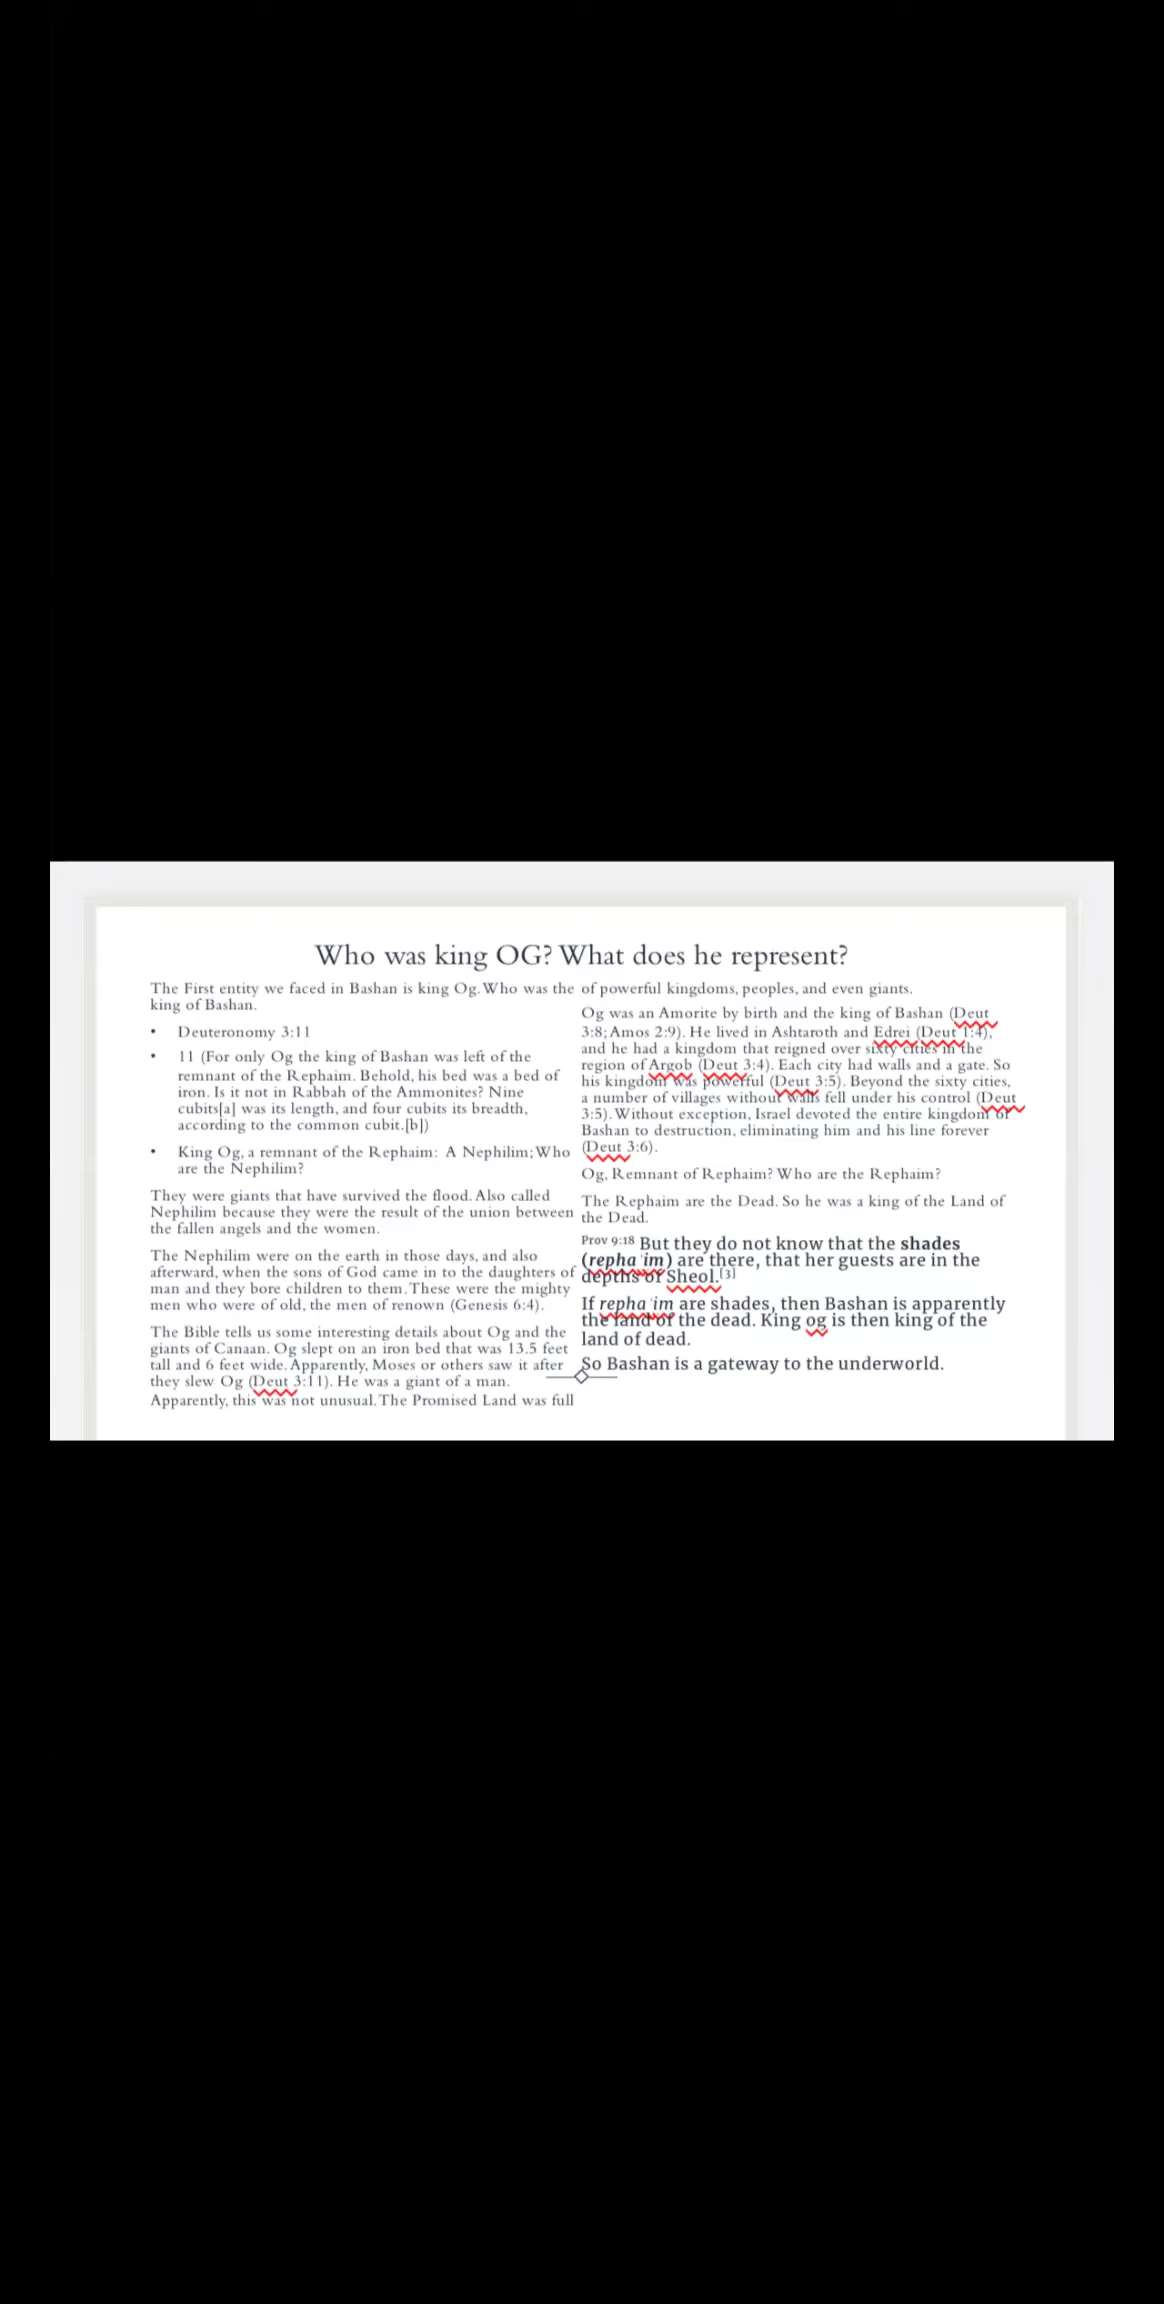 Who was king OG? What does he represent?
The First entity we faced in Bashan is king Og. Who was the
king of Bashan.
• Deuteronomy 3:11
• 11 (For only Og the king of Bashan was left of the
remnant of the Rephaim. Behold, his bed was a bed of
iron. Is it not in Rabbah of the Ammonites? Nine
cubits[a] was its length, and four cubits its breadth,
according to the common cubit.[b])
• King Og, a remnant of the Rephaim: A Nephilim; Who
are the Nephilim?
They were giants that have survived the flood. Also called
Nephilim because they were the result of the union between
the fallen angels and the women.
The Nephilim were on the earth in those days, and also
afterward, when the sons of God came in to the daughters of
man and they bore children to them. These were the mighty
men who were of old, the men of renown (Genesis 6:4).
The Bible tells us some interesting details about Og and the
giants of Canaan. Og slept on an iron bed that was 13.5 feet
tall and 6 feet wide. Apparently, Moses or others saw it after
they slew Og (Deut 3:11). He was a giant of a man.
Apparently, this was not unusual. The Promised Land was full
of powerful kingdoms, peoples, and even giants.
Og was an Amorite by birth and the king of Bashan (Deut
3:8; Amos 2:9). He lived in Ashtaroth and Edrei (Deut 1:4),
and he had a kingdom that reigned over sixty cities in the
region of Argob (Deut 3:4). Each city had walls and a gate. So
his kingdom was powerful (Deut 3:5). Beyond the sixty cities,
a number of villages without walls fell under his control (Deut
3:5). Without exception, Israel devoted the entire kingdom of
Bashan to destruction, eliminating him and his line forever
(Deut 3:6).
Og, Remnant of Rephaim? Who are the Rephaim?
The Rephaim are the Dead. So he was a king of the Land of
the Dead.
Prov 9:18 But they do not know that the shades
(rephaʾim) are there, that her guests are in the
depths of Sheol.[3]
If rephaʾim are shades, then Bashan is apparently
the land of the dead. King og is then king of the
land of dead.
So Bashan is a gateway to the underworld.